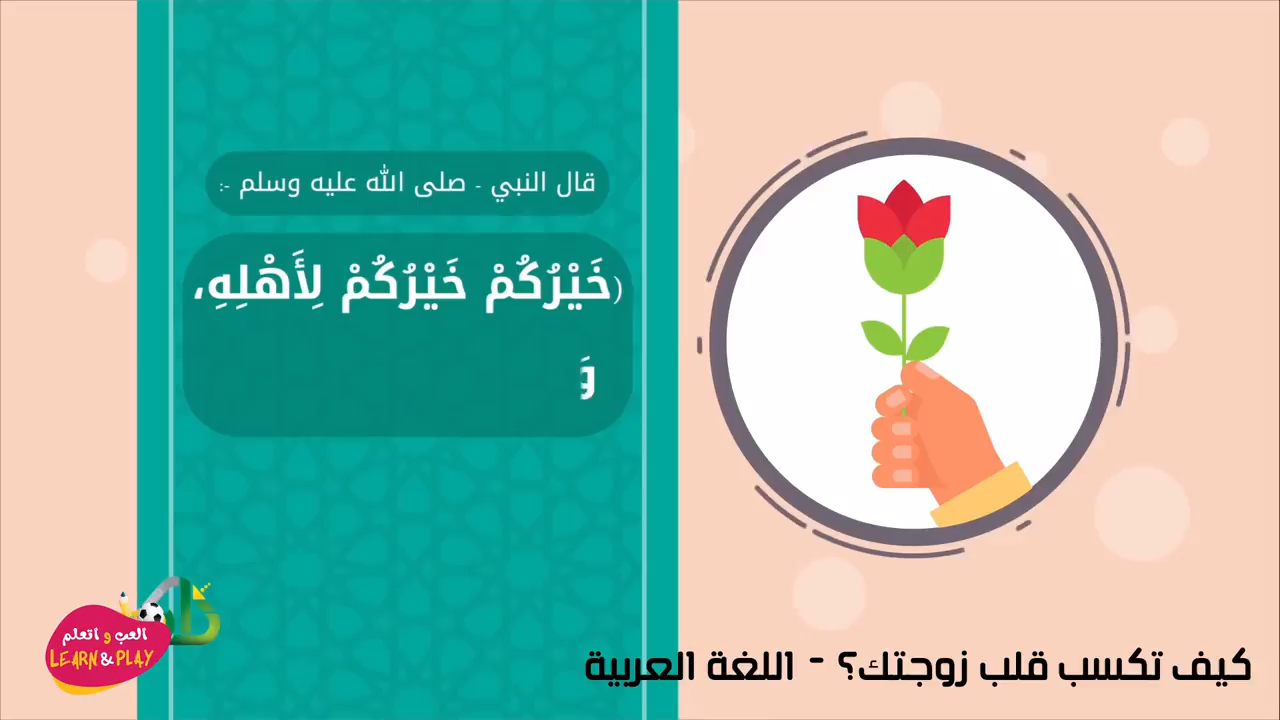 قال النبي - صلى الله عليه وسلم -:
(خَيْرُكُمْ خَيْرُكُمْ لِأَهْلِهِ،
وَ
العب و اتعلم
LEARN & PLAY
كيف تكسب قلب زوجتك؟ - اللغة العربية